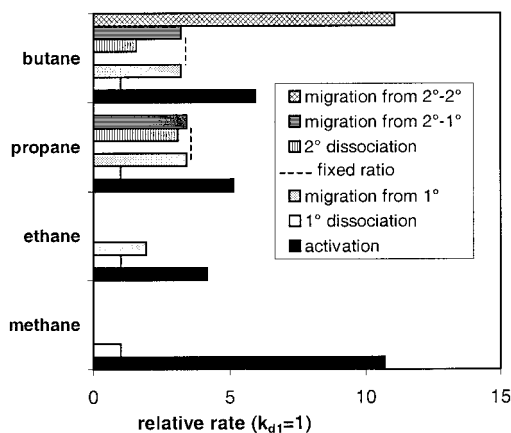 butane
propane
ethane
methane
migration from 2°-2°
migration from 2°-1°
2° dissociation
fixed ratio
migration from 1°
1° dissociation
activation
0
5
10
15
relative rate (kd1=1)